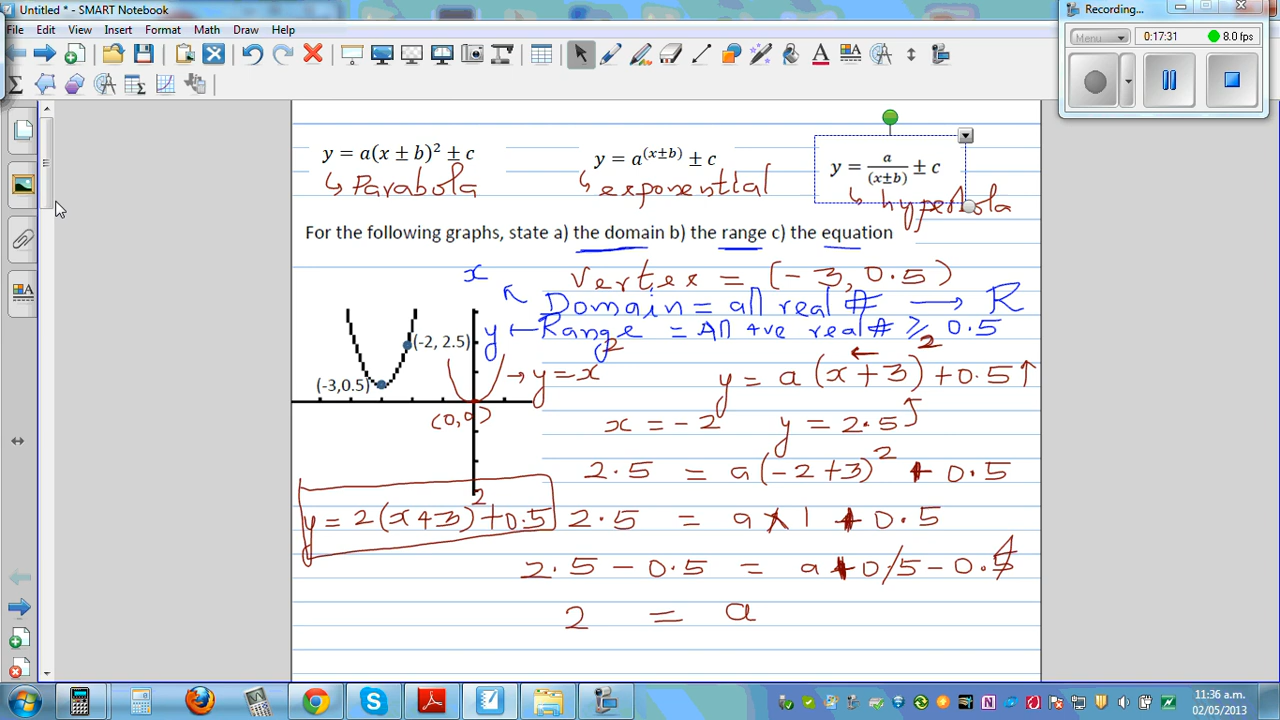 Untitled * - SMART Notebook
Recording...
File Edit View Insert Format Math Draw Help
Menu
0:17:31
8.0 fps
y = a(x ± b)² ± c
y = a^(x±b) ± c
y = a/(x±b) ± c
↳ Parabola
↳ exponential
↳ hyperbola
For the following graphs, state a) the domain b) the range c) the equation
x
Vertex = (-3, 0.5)
Domain = all real # → R
y ← Range = All +ve real # ≥ 0.5
(-2, 2.5)
(-3,0.5)
→ y = x²
y = a(x+3)² + 0.5 ↑
(0,0)
x = -2 y = 2.5
2.5 = a(-2+3)² + 0.5
y = 2(x+3)² + 0.5
2.5 = a × 1 + 0.5
2.5 - 0.5 = a + 0.5 - 0.5
2 = a
11:36 a.m.
02/05/2013